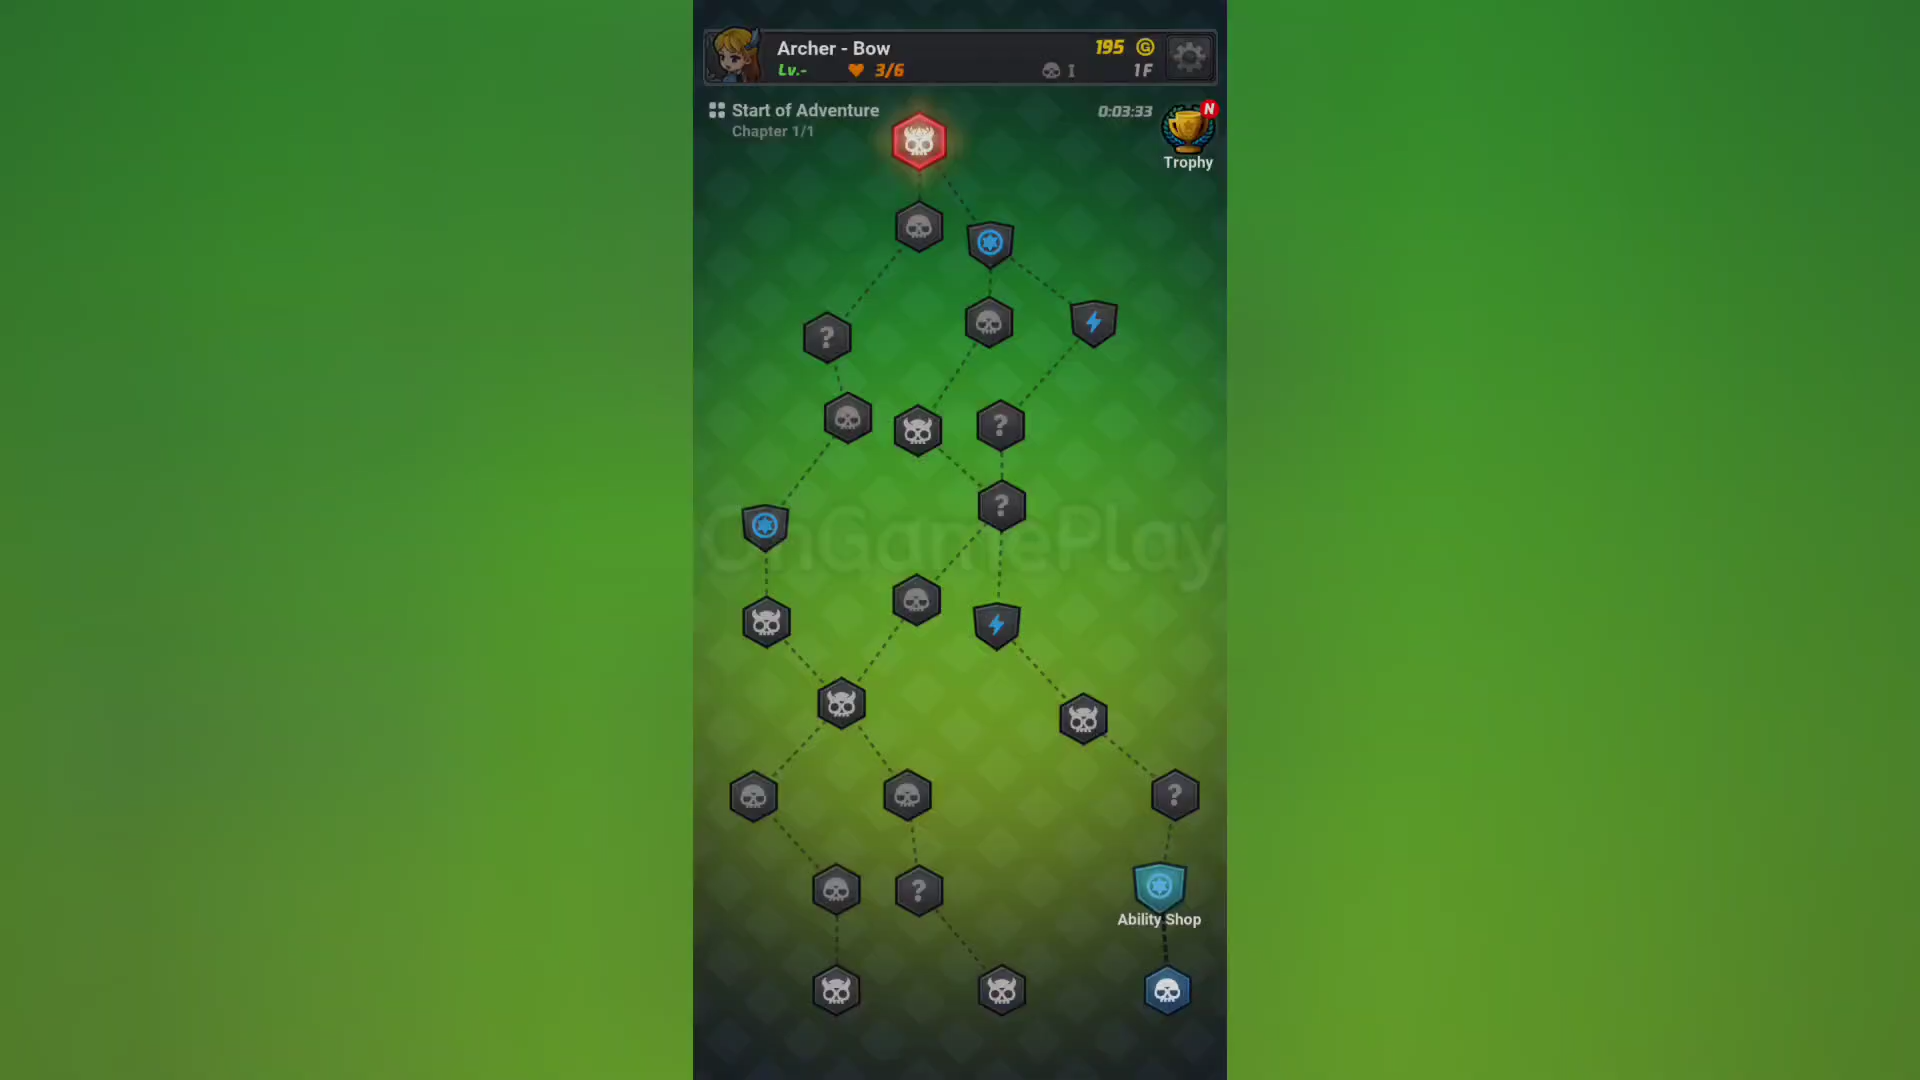 Archer - Bow
195 G
Lv.-
3/6
I
1F
Start of Adventure
0:03:33
N
Chapter 1/1
Trophy
?
?
?
OnGamePlay
?
?
Ability Shop